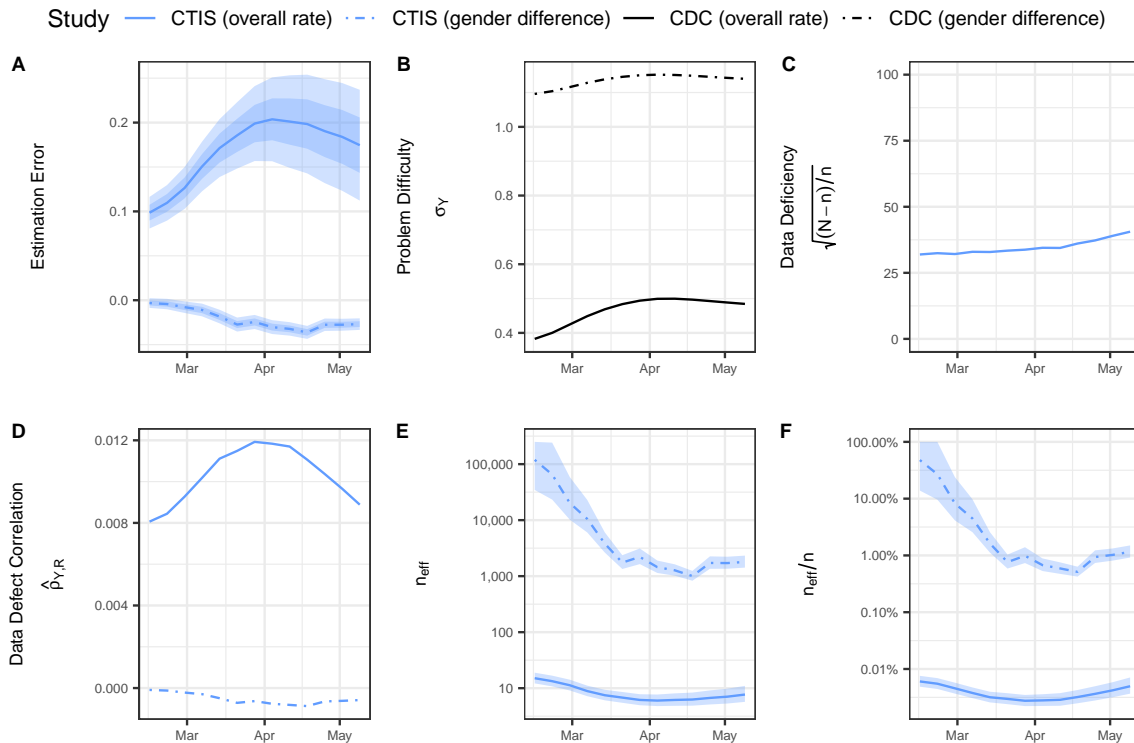 Study CTIS (overall rate) CTIS (gender difference) CDC (overall rate) CDC (gender difference)
A
Estimation Error
0.2
0.1
0.0
Mar Apr May
B
Problem Difficulty
σY
1.0
0.8
0.6
0.4
Mar Apr May
C
Data Deficiency
√(N − n)/n
100
75
50
25
0
Mar Apr May
D
Data Defect Correlation
ρ̂Y,R
0.012
0.008
0.004
0.000
Mar Apr May
E
neff
100,000
10,000
1,000
100
10
Mar Apr May
F
neff/n
100.00%
10.00%
1.00%
0.10%
0.01%
Mar Apr May